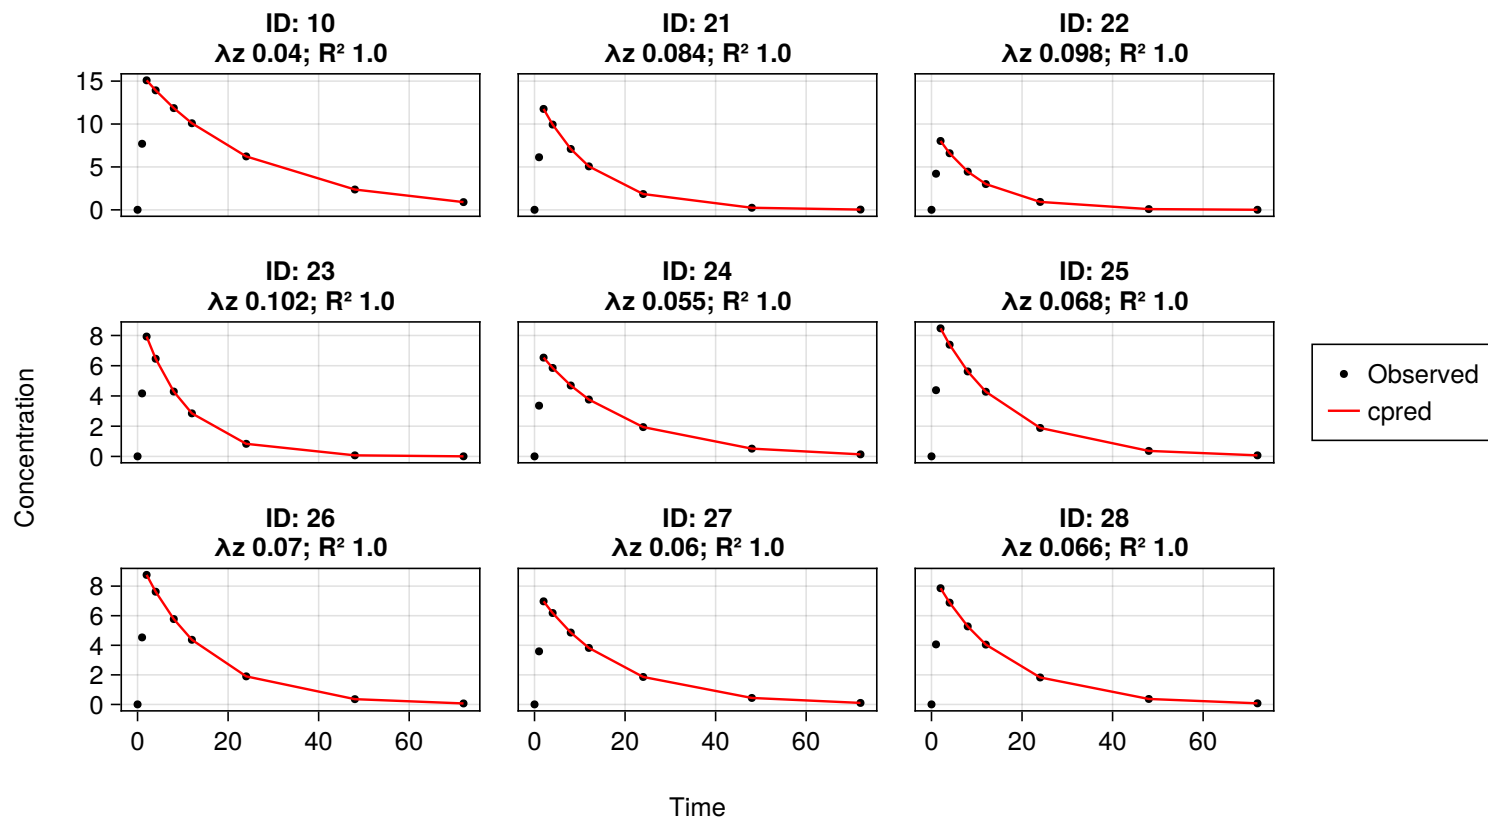 ID: 10
λz 0.04; R² 1.0
ID: 21
λz 0.084; R² 1.0
ID: 22
λz 0.098; R² 1.0
15
10
5
0
ID: 23
λz 0.102; R² 1.0
ID: 24
λz 0.055; R² 1.0
ID: 25
λz 0.068; R² 1.0
8
6
4
2
0
ID: 26
λz 0.07; R² 1.0
ID: 27
λz 0.06; R² 1.0
ID: 28
λz 0.066; R² 1.0
8
6
4
2
0
0 20 40 60
0 20 40 60
0 20 40 60
Concentration
Time
Observed
cpred